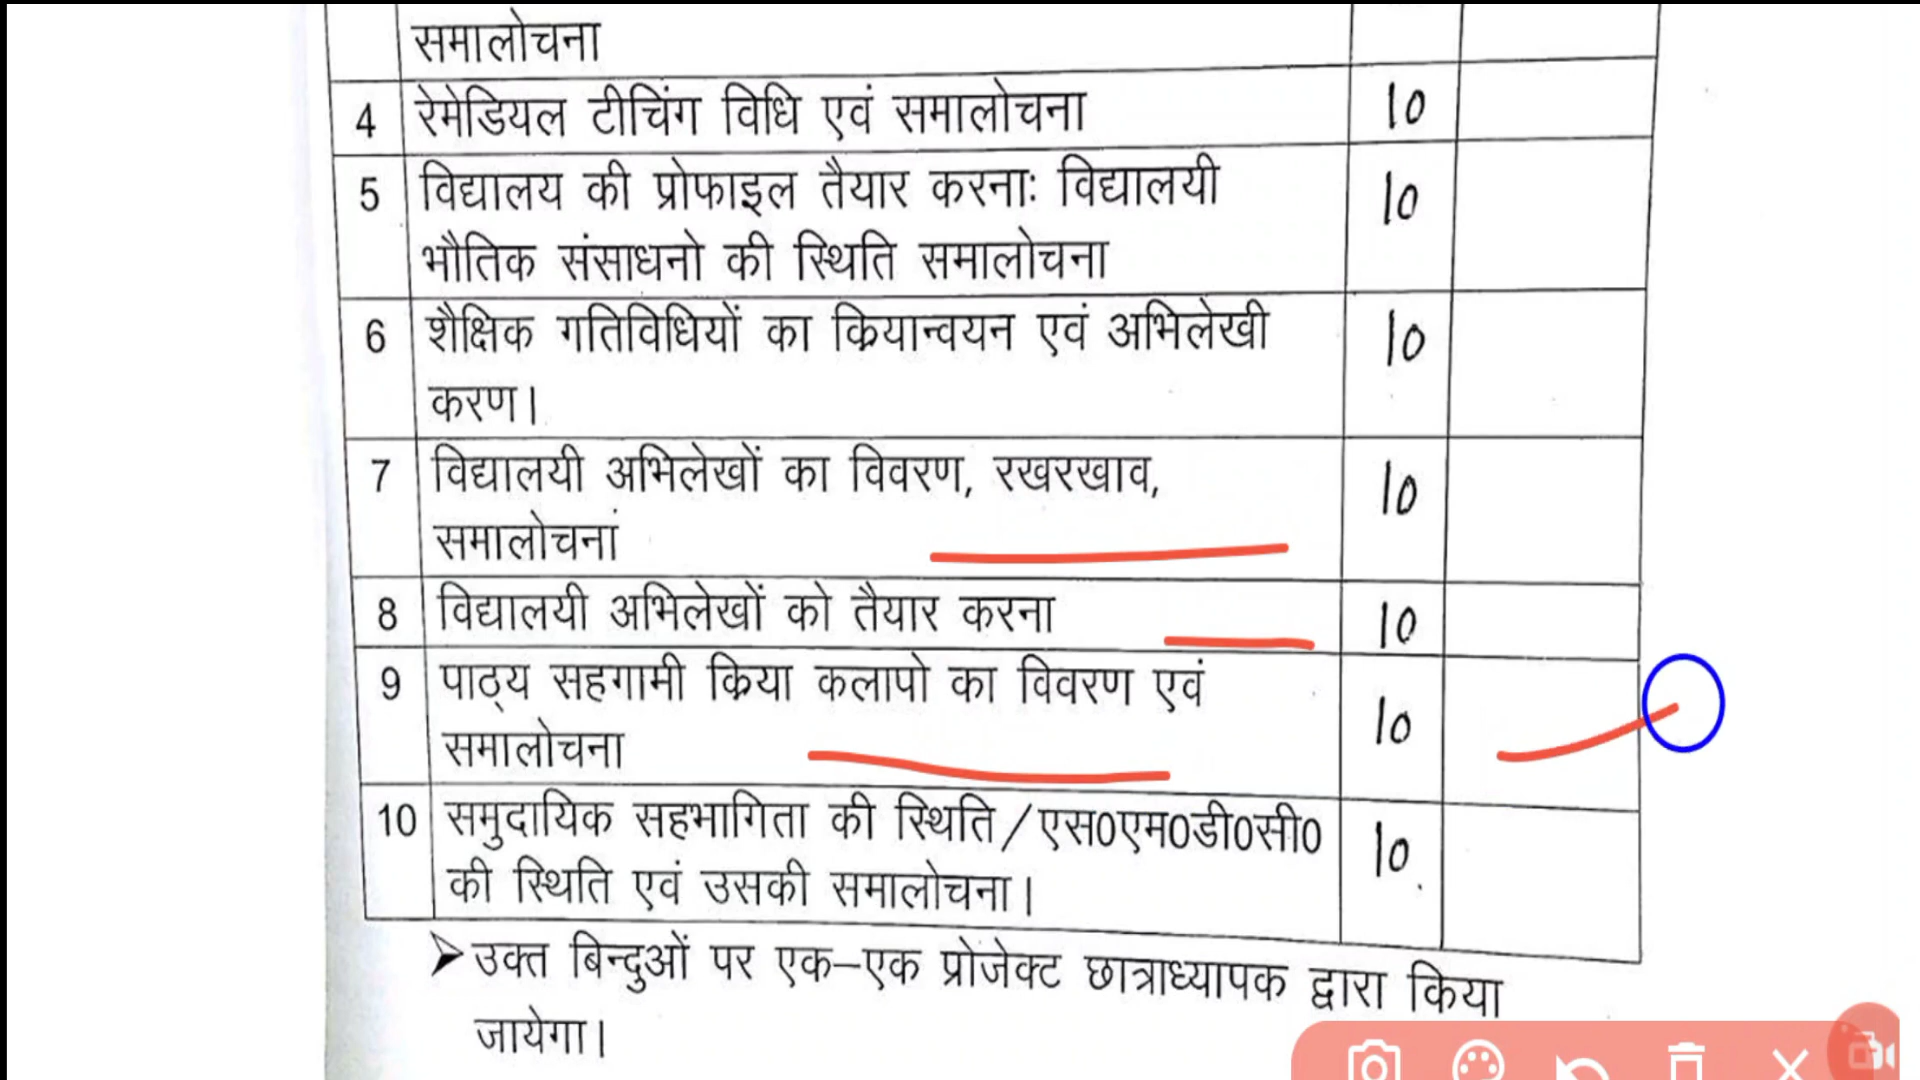 समालोचना
4 रेमेडियल टीचिंग विधि एवं समालोचना 10
5 विद्यालय की प्रोफाइल तैयार करनाः विद्यालयी 10
भौतिक संसाधनो की स्थिति समालोचना
6 शैक्षिक गतिविधियों का क्रियान्वयन एवं अभिलेखी 10
करण।
7 विद्यालयी अभिलेखों का विवरण, रखरखाव, 10
समालोचनां
8 विद्यालयी अभिलेखों को तैयार करना 10
9 पाठ्य सहगामी क्रिया कलापो का विवरण एवं 10
समालोचना
10 समुदायिक सहभागिता की स्थिति/एस0एम0डी0सी0 10
की स्थिति एवं उसकी समालोचना।
➤ उक्त बिन्दुओं पर एक–एक प्रोजेक्ट छात्राध्यापक द्वारा किया
जायेगा।